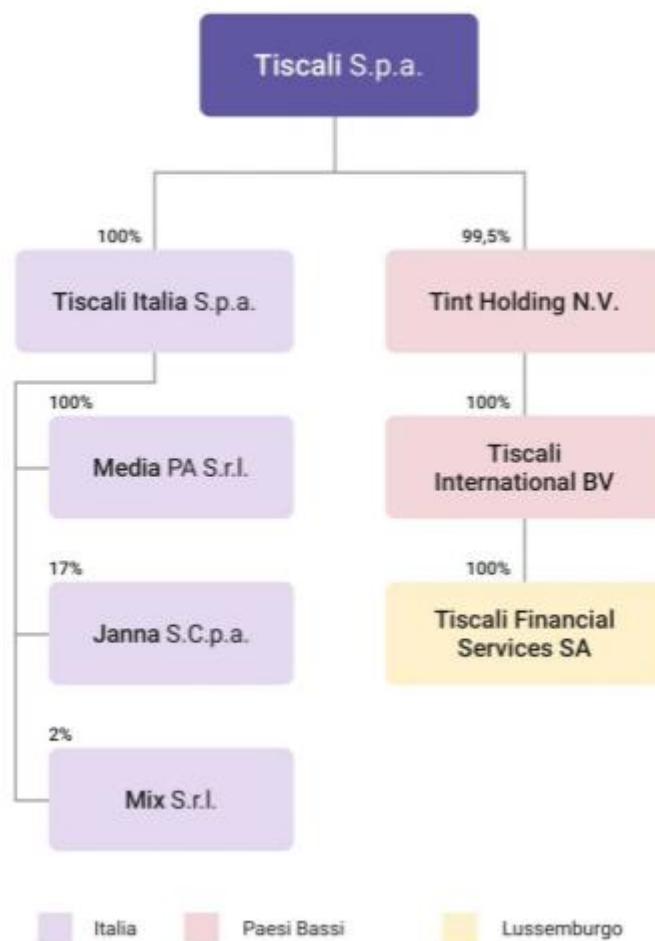 Tiscali S.p.a.
100%
99,5%
Tiscali Italia S.p.a.
Tint Holding N.V.
100%
100%
Media PA S.r.l.
Tiscali
International BV
17%
100%
Janna S.C.p.a.
Tiscali Financial
Services SA
2%
Mix S.r.l.
Italia
Paesi Bassi
Lussemburgo